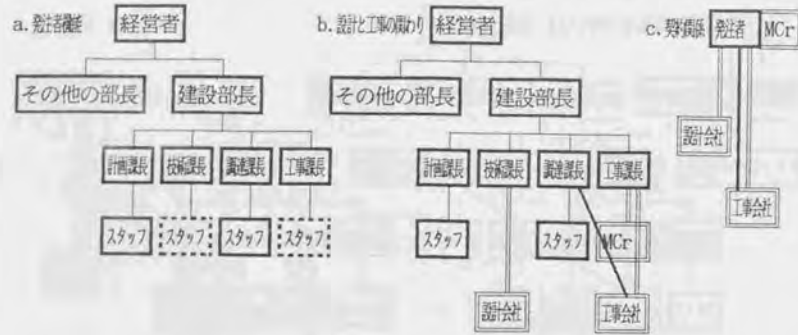 a. 発注者組織
経営者
その他の部長
建設部長
計画課長
技術課長
調達課長
工事課長
スタッフ
スタッフ
スタッフ
スタッフ
b. 設計と工事の関わり
経営者
その他の部長
建設部長
計画課長
技術課長
調達課長
工事課長
スタッフ
スタッフ
MCr
設計会社
工事会社
c. 契約関係
発注者
MCr
設計会社
工事会社